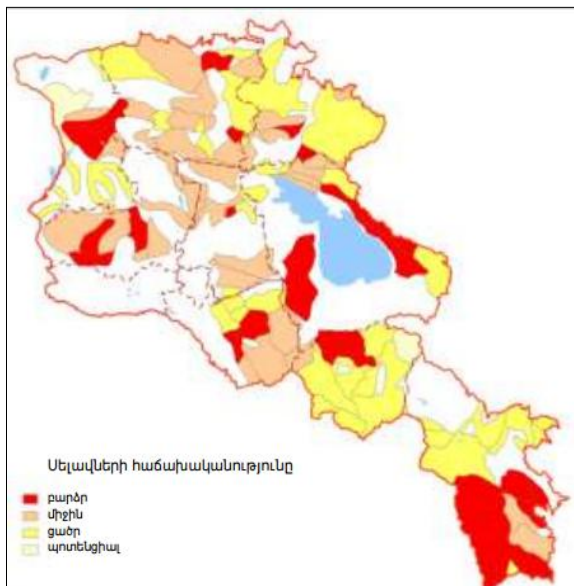 Սելավների հաճախականությունը
բարձր
միջին
ցածր
պոտենցիալ